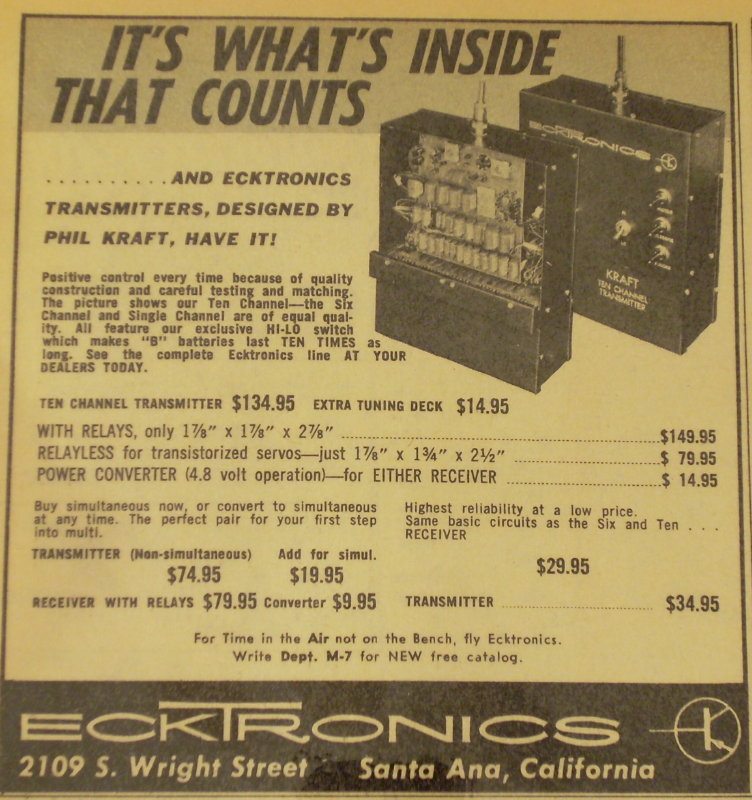 IT'S WHAT'S INSIDE
THAT COUNTS
..........AND ECKTRONICS
TRANSMITTERS, DESIGNED BY
PHIL KRAFT, HAVE IT!
Positive control every time because of quality
construction and careful testing and matching.
The picture shows our Ten Channel—the Six
Channel and Single Channel are of equal qual-
ity. All feature our exclusive HI-LO switch
which makes "B" batteries last TEN TIMES as
long. See the complete Ecktronics line AT YOUR
DEALERS TODAY.
ECKTRONICS
KRAFT
TEN CHANNEL
TRANSMITTER
TEN CHANNEL TRANSMITTER $134.95 EXTRA TUNING DECK $14.95
WITH RELAYS, only 1⅞" x 1⅞" x 2⅞" ........ $149.95
RELAYLESS for transistorized servos—just 1⅞" x 1¾" x 2½" ........ $ 79.95
POWER CONVERTER (4.8 volt operation)—for EITHER RECEIVER ........ $ 14.95
Buy simultaneous now, or convert to simultaneous
at any time. The perfect pair for your first step
into multi.
TRANSMITTER (Non-simultaneous) Add for simul.
$74.95 $19.95
RECEIVER WITH RELAYS $79.95 Converter $9.95
Highest reliability at a low price.
Same basic circuits as the Six and Ten . . .
RECEIVER
$29.95
TRANSMITTER ........ $34.95
For Time in the Air not on the Bench, fly Ecktronics.
Write Dept. M-7 for NEW free catalog.
ECKTRONICS
2109 S. Wright Street Santa Ana, California